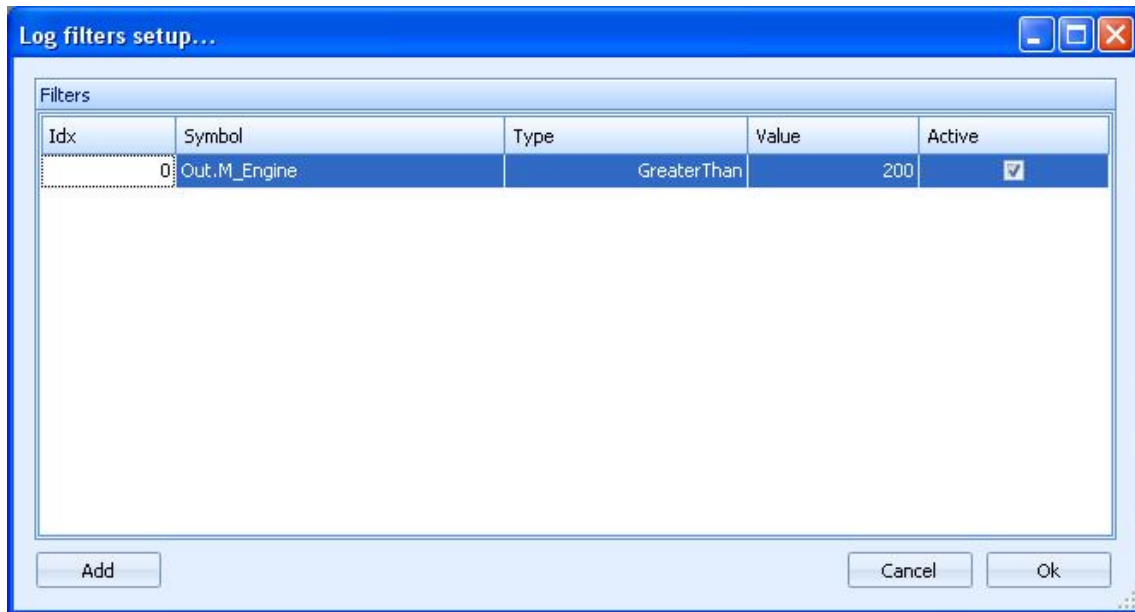 Log filters setup...
Filters
Idx Symbol Type Value Active
0 Out.M_Engine GreaterThan 200
Add Cancel Ok